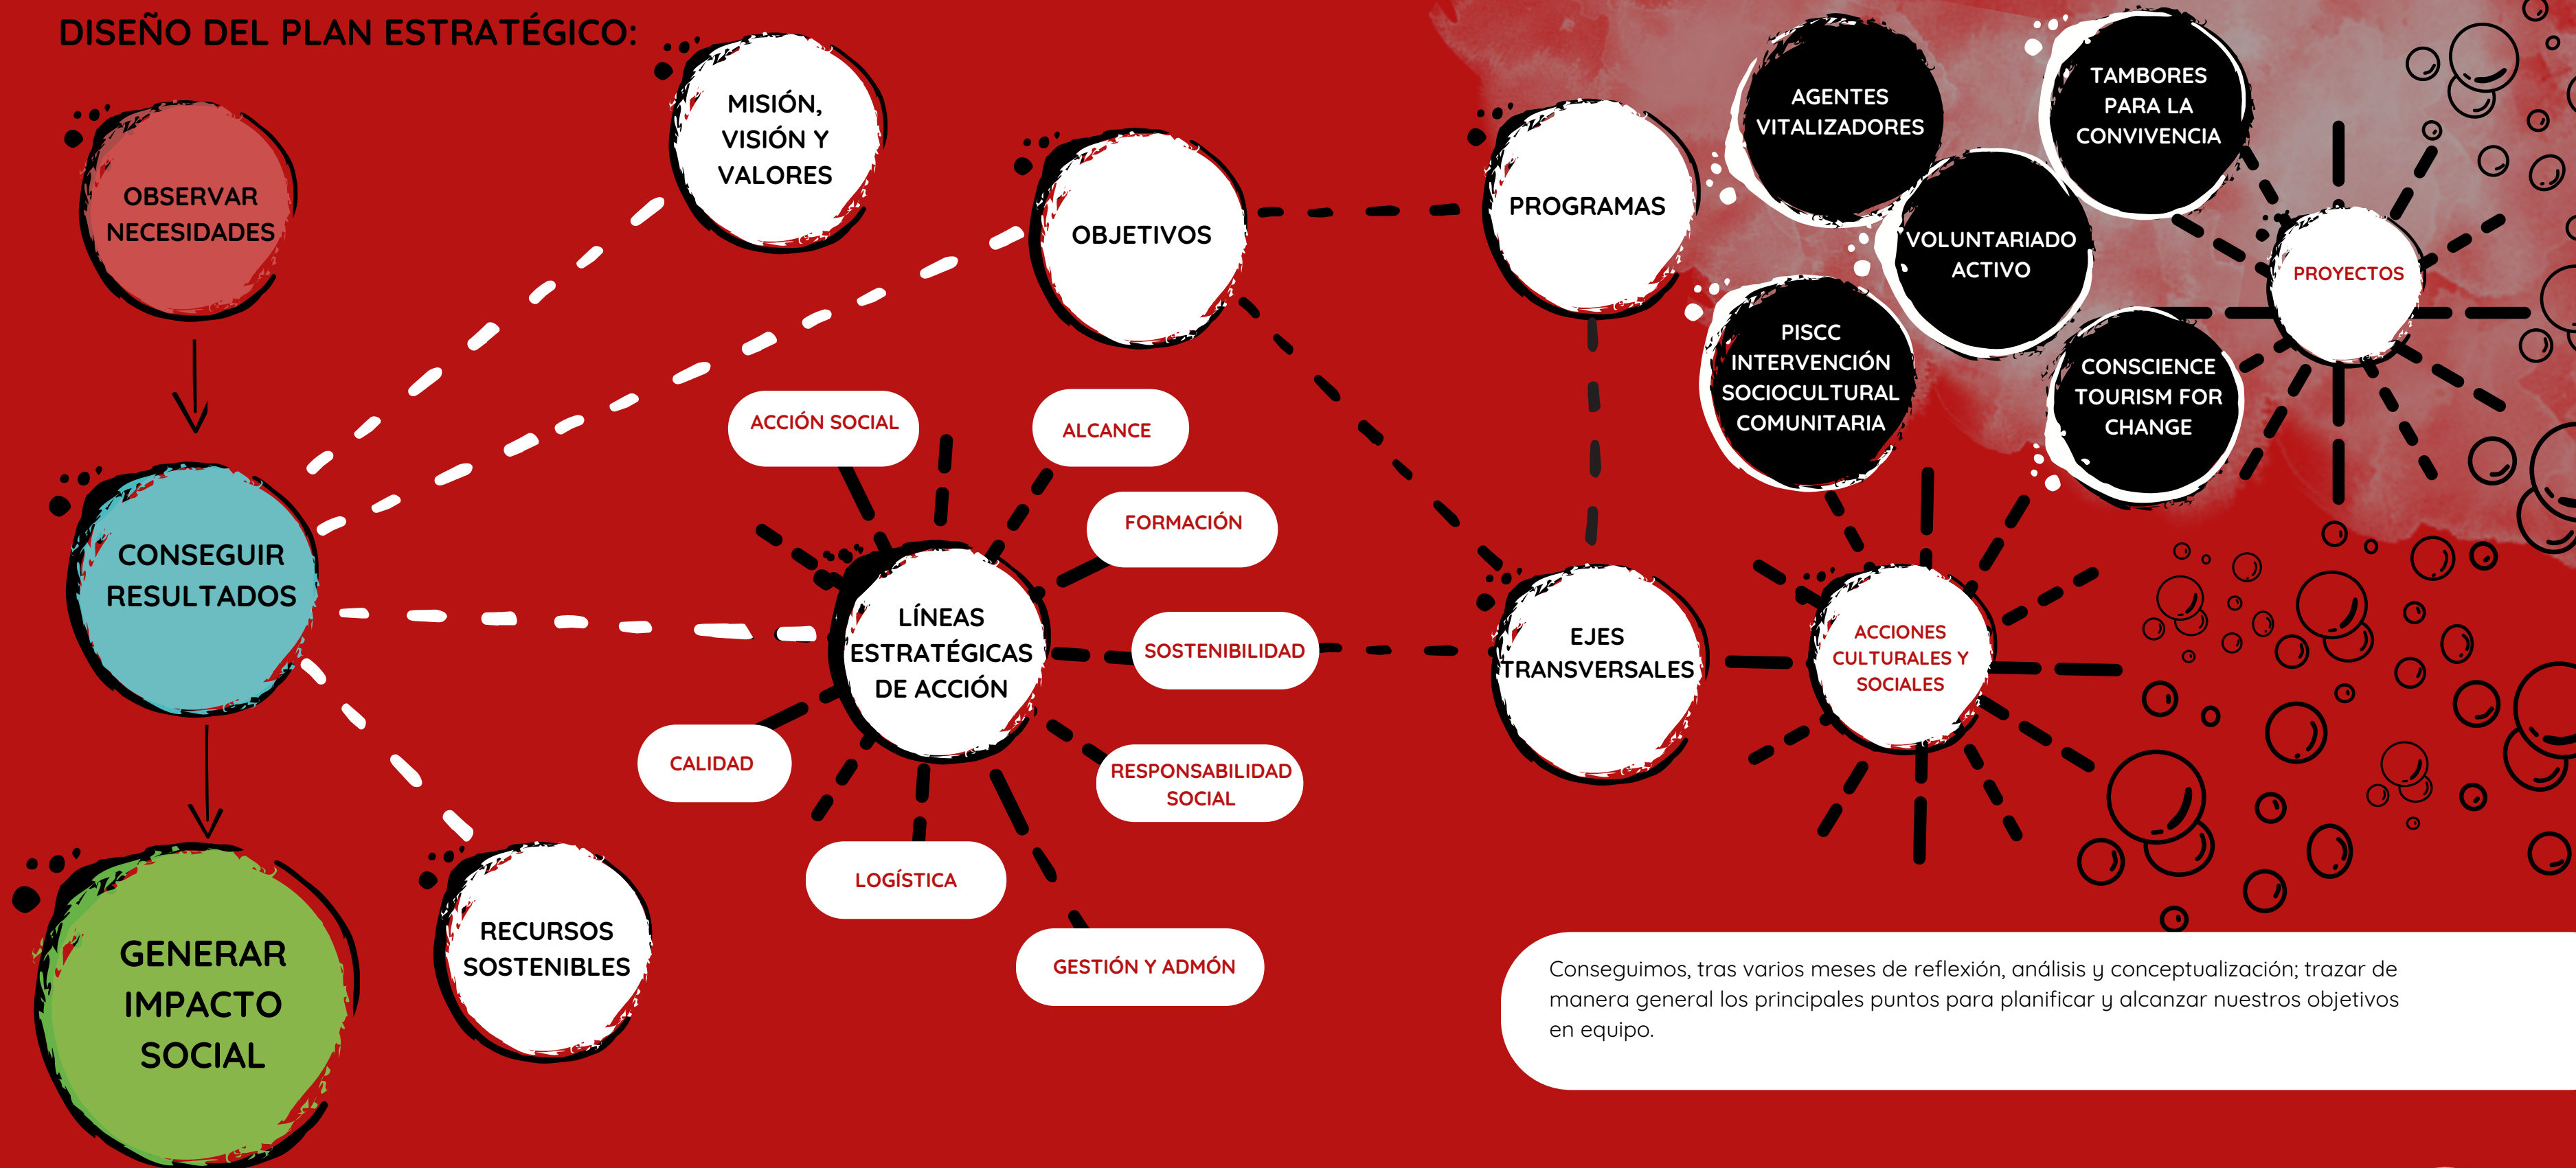 DISEÑO DEL PLAN ESTRATÉGICO:
OBSERVAR
NECESIDADES
CONSEGUIR
RESULTADOS
GENERAR
IMPACTO
SOCIAL
MISIÓN,
VISIÓN Y
VALORES
OBJETIVOS
LÍNEAS
ESTRATÉGICAS
DE ACCIÓN
RECURSOS
SOSTENIBLES
ACCIÓN SOCIAL
ALCANCE
FORMACIÓN
SOSTENIBILIDAD
RESPONSABILIDAD
SOCIAL
GESTIÓN Y ADMÓN
LOGÍSTICA
CALIDAD
PROGRAMAS
EJES
TRANSVERSALES
AGENTES
VITALIZADORES
TAMBORES
PARA LA
CONVIVENCIA
VOLUNTARIADO
ACTIVO
PISCC
INTERVENCIÓN
SOCIOCULTURAL
COMUNITARIA
CONSCIENCE
TOURISM FOR
CHANGE
PROYECTOS
ACCIONES
CULTURALES Y
SOCIALES
Conseguimos, tras varios meses de reflexión, análisis y conceptualización; trazar de
manera general los principales puntos para planificar y alcanzar nuestros objetivos
en equipo.